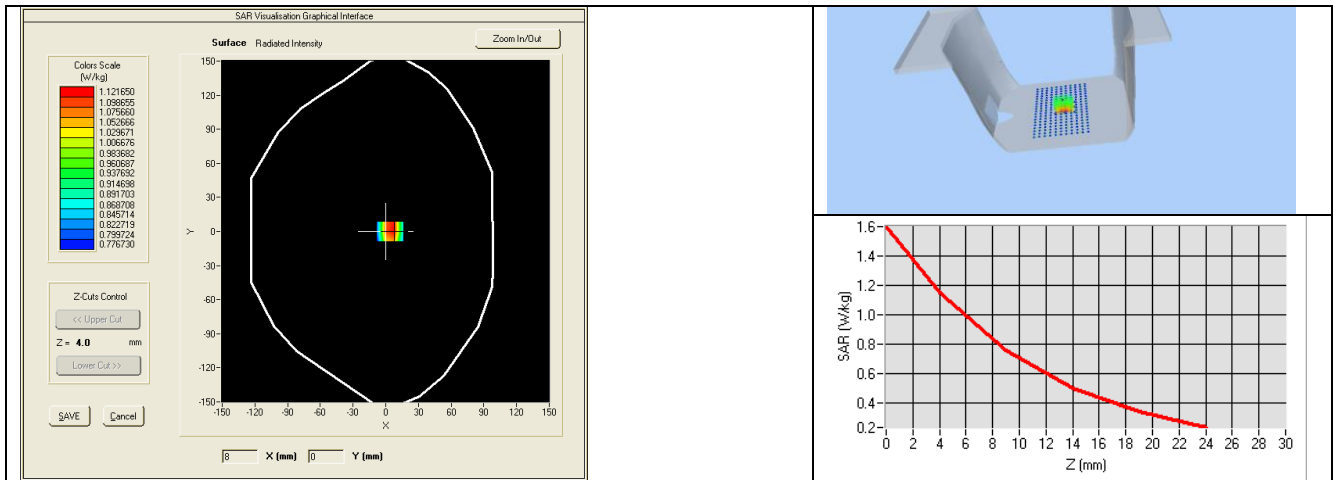 SAR Visualisation Graphical Interface
Surface Radiated Intensity
Zoom In/Out
Colors Scale
(W/kg)
1.121650
1.098655
1.075660
1.052666
1.029671
1.006676
0.983682
0.960687
0.937692
0.914698
0.891703
0.868708
0.845714
0.822719
0.799724
0.776730
Z-Cuts Control
<< Upper Cut
Z = 4.0 mm
Lower Cut >>
SAVE Cancel
150
120
90
60
30
0
-30
-60
-90
-120
-150
Y
-150 -120 -90 -60 -30 0 30 60 90 120 150
X
8 X (mm) 0 Y (mm)
1.6
1.4
1.2
1.0
0.8
0.6
0.4
0.2
SAR (W/kg)
0 2 4 6 8 10 12 14 16 18 20 22 24 26 28 30
Z (mm)